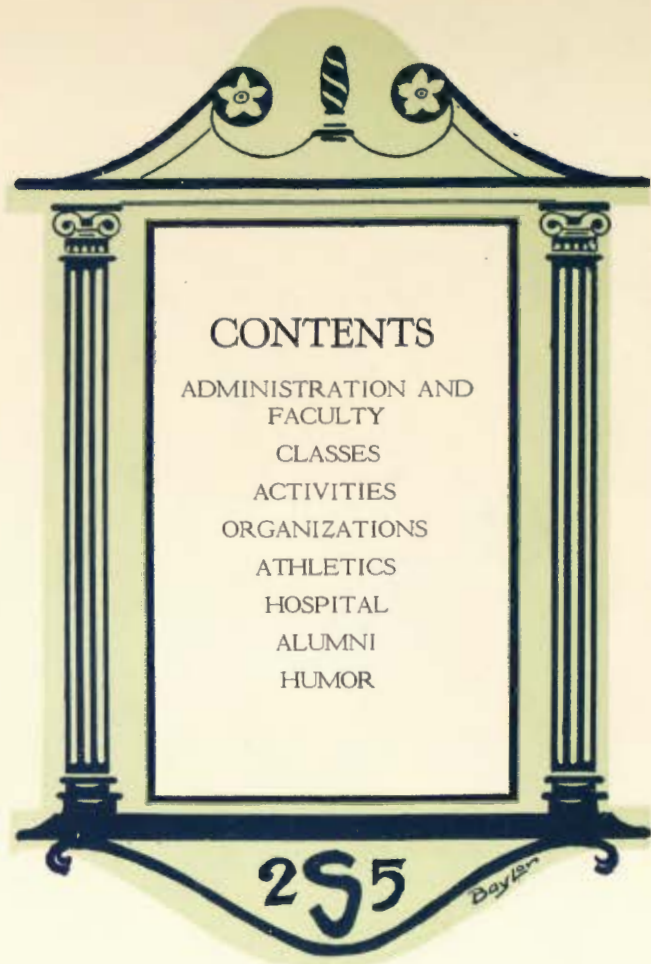 CONTENTS
ADMINISTRATION AND
FACULTY
CLASSES
ACTIVITIES
ORGANIZATIONS
ATHLETICS
HOSPITAL
ALUMNI
HUMOR
2S5
Baylor